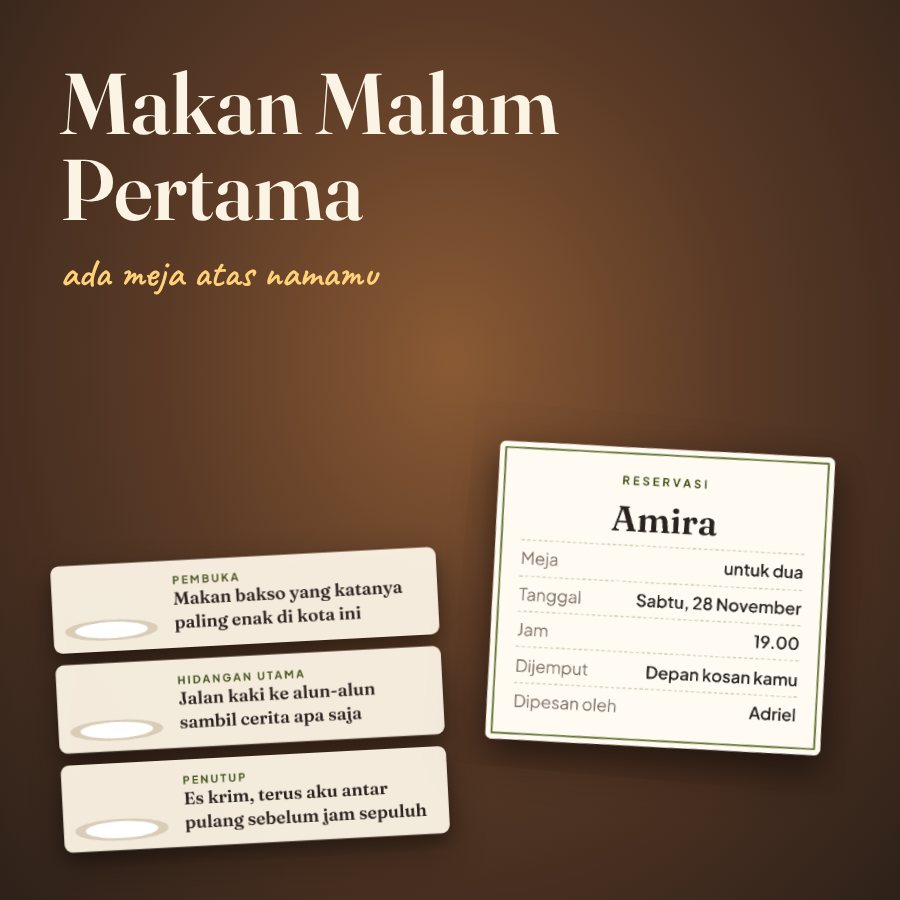 Makan Malam
Pertama
ada meja atas namamu
RESERVASI
Amira
Meja untuk dua
Tanggal Sabtu, 28 November
Jam 19.00
Dijemput Depan kosan kamu
Dipesan oleh Adriel
PEMBUKA
Makan bakso yang katanya
paling enak di kota ini
HIDANGAN UTAMA
Jalan kaki ke alun-alun
sambil cerita apa saja
PENUTUP
Es krim, terus aku antar
pulang sebelum jam sepuluh